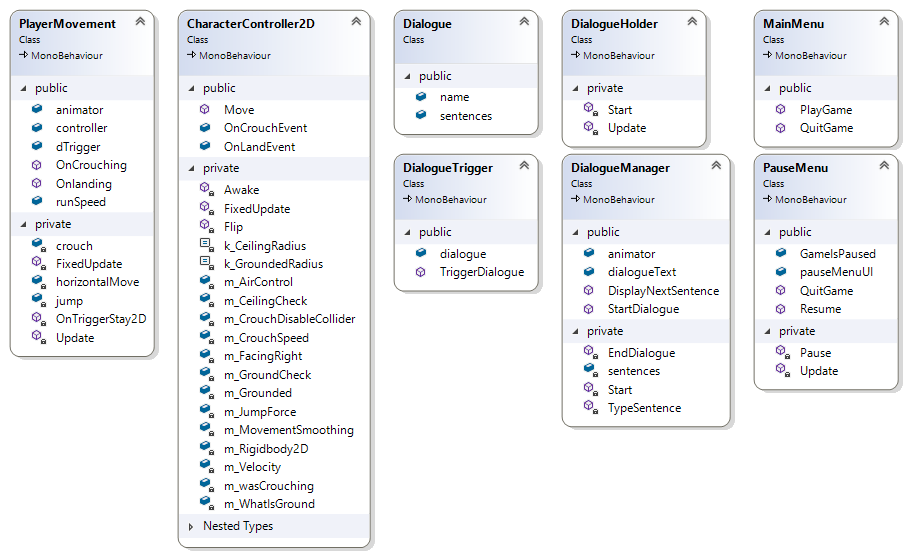 PlayerMovement
Class
MonoBehaviour
public
animator
controller
dTrigger
OnCrouching
Onlanding
runSpeed
private
crouch
FixedUpdate
horizontalMove
jump
OnTriggerStay2D
Update
CharacterController2D
Class
MonoBehaviour
public
Move
OnCrouchEvent
OnLandEvent
private
Awake
FixedUpdate
Flip
k_CeilingRadius
k_GroundedRadius
m_AirControl
m_CeilingCheck
m_CrouchDisableCollider
m_CrouchSpeed
m_FacingRight
m_GroundCheck
m_Grounded
m_JumpForce
m_MovementSmoothing
m_Rigidbody2D
m_Velocity
m_wasCrouching
m_WhatIsGround
Nested Types
Dialogue
Class
public
name
sentences
DialogueTrigger
Class
MonoBehaviour
public
dialogue
TriggerDialogue
DialogueHolder
Class
MonoBehaviour
private
Start
Update
DialogueManager
Class
MonoBehaviour
public
animator
dialogueText
DisplayNextSentence
StartDialogue
private
EndDialogue
sentences
Start
TypeSentence
MainMenu
Class
MonoBehaviour
public
PlayGame
QuitGame
PauseMenu
Class
MonoBehaviour
public
GameIsPaused
pauseMenuUI
QuitGame
Resume
private
Pause
Update